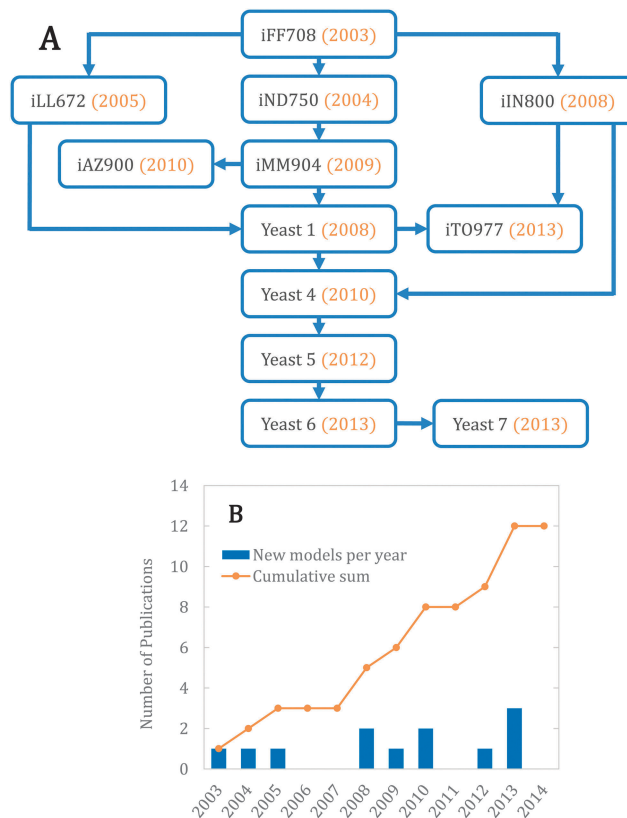 A
iFF708 (2003)
iLL672 (2005)
iND750 (2004)
iIN800 (2008)
iAZ900 (2010)
iMM904 (2009)
Yeast 1 (2008)
iTO977 (2013)
Yeast 4 (2010)
Yeast 5 (2012)
Yeast 6 (2013)
Yeast 7 (2013)
B
New models per year
Cumulative sum
Number of Publications
14
12
10
8
6
4
2
0
2003
2004
2005
2006
2007
2008
2009
2010
2011
2012
2013
2014